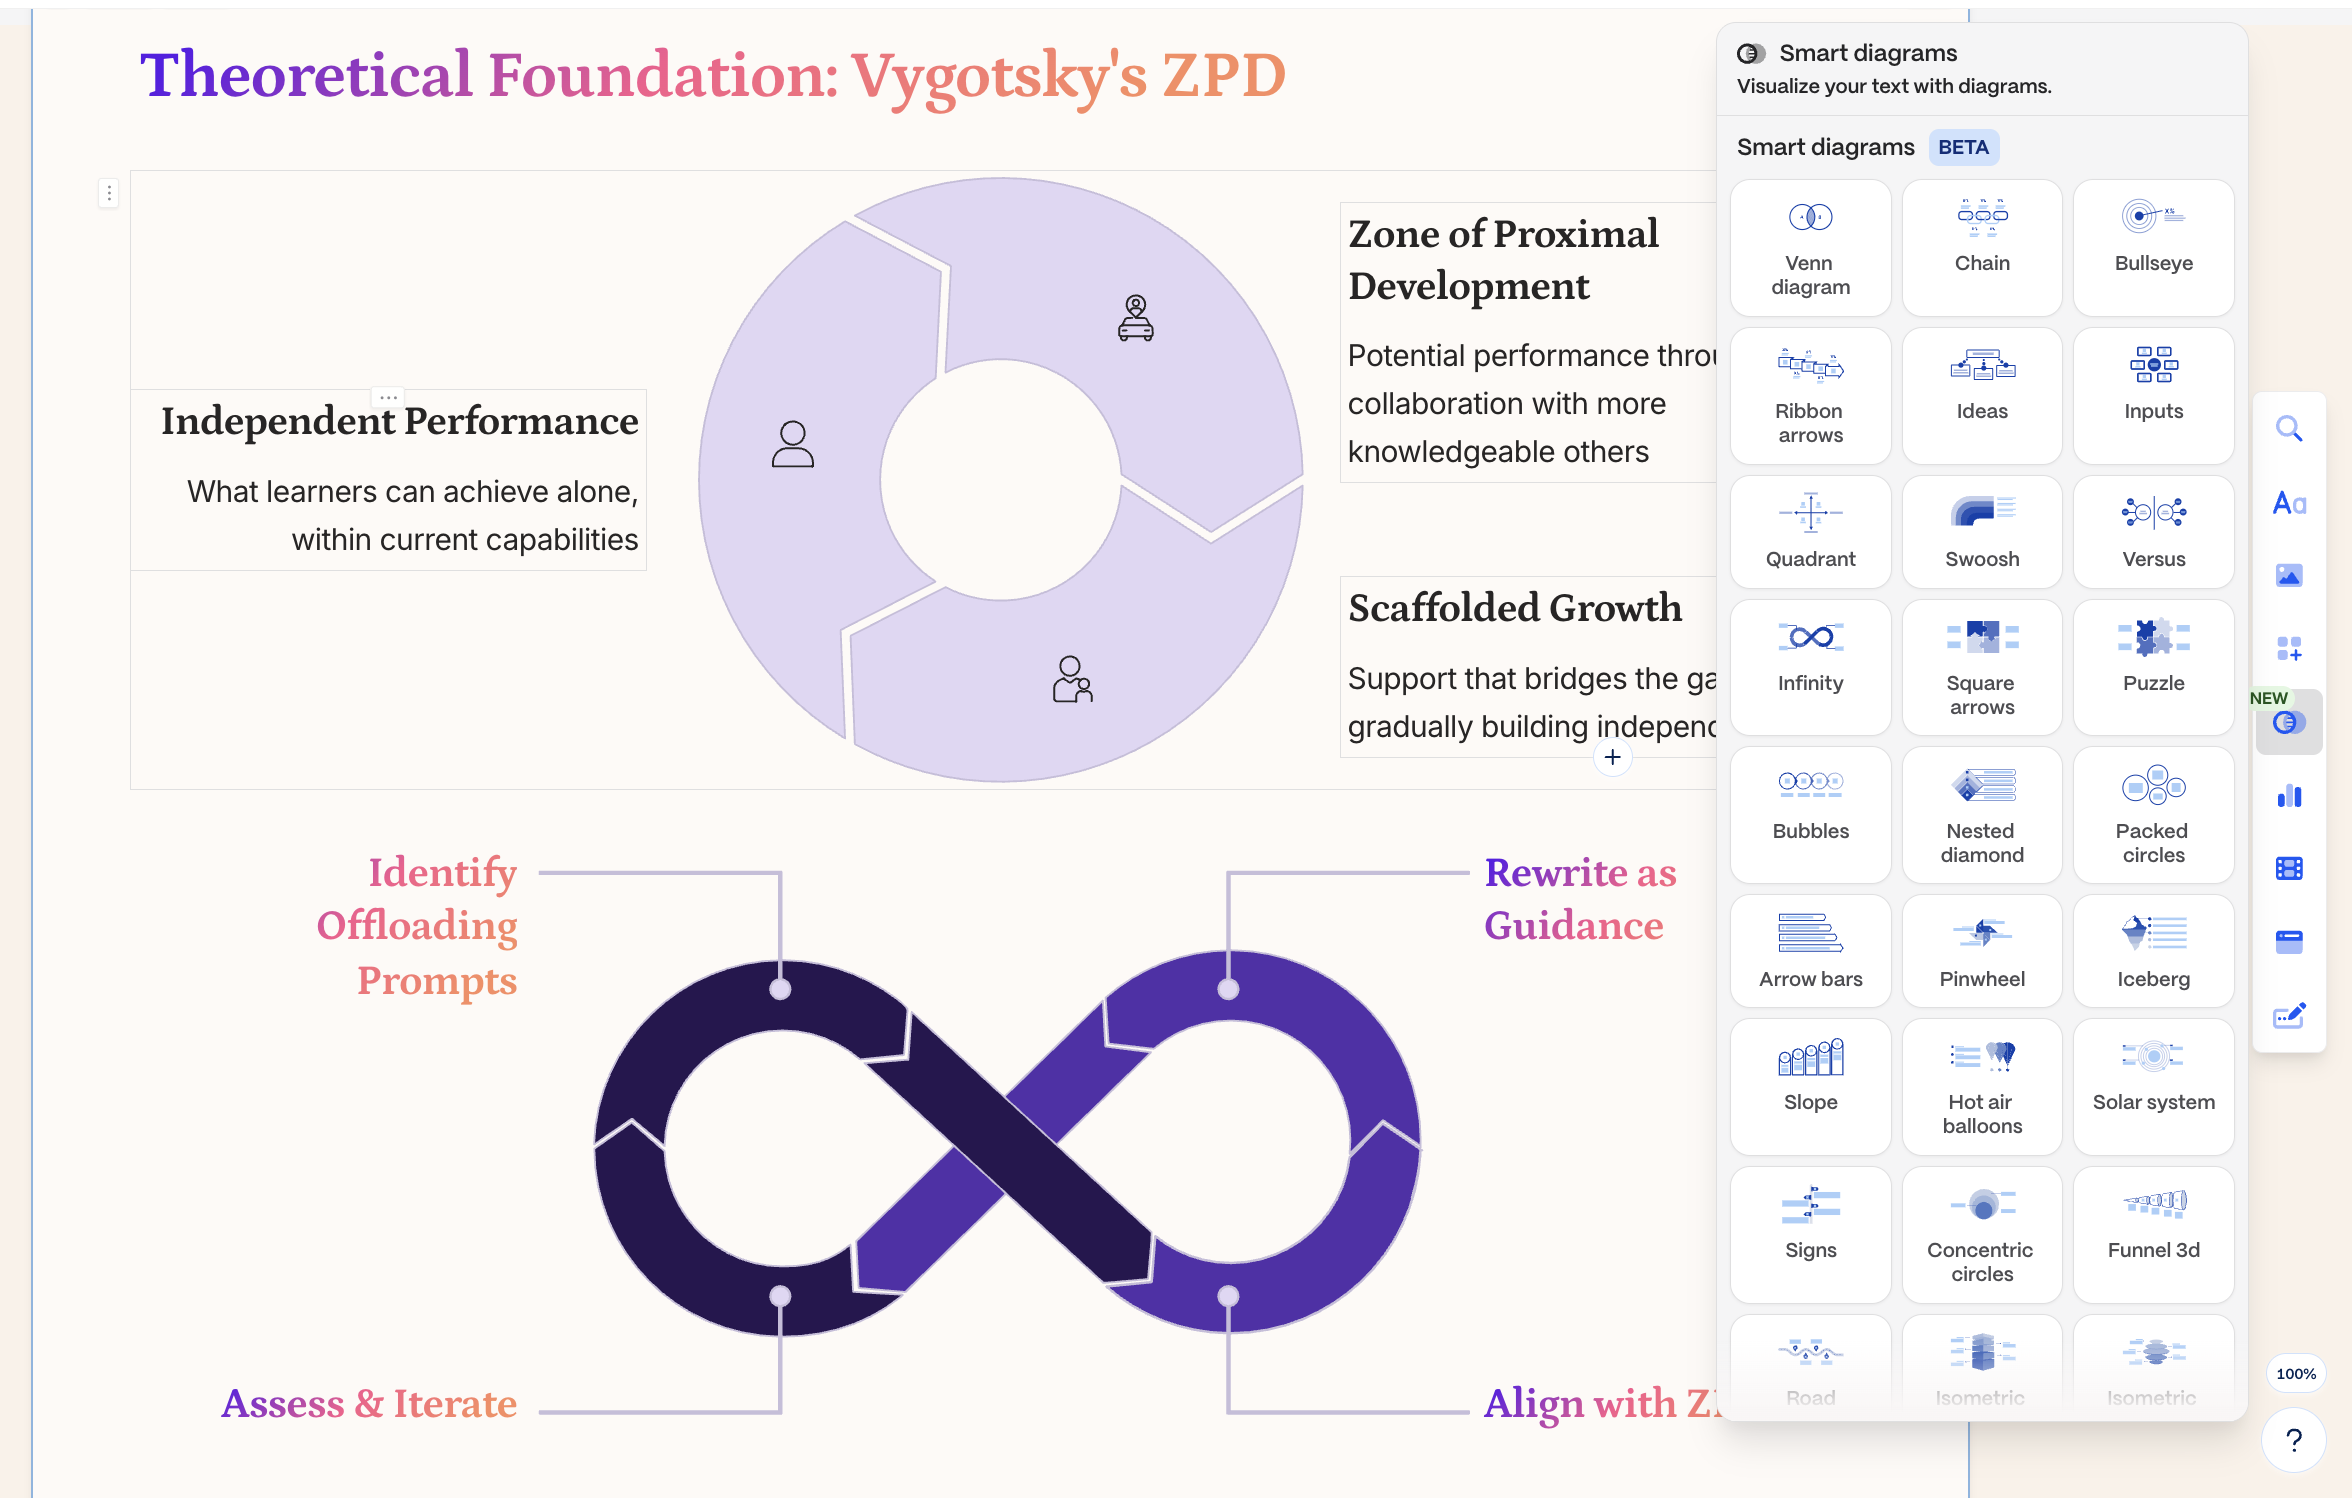 Theoretical Foundation: Vygotsky's ZPD
Independent Performance
What learners can achieve alone,
within current capabilities
Zone of Proximal
Development
Potential performance throu
collaboration with more
knowledgeable others
Scaffolded Growth
Support that bridges the ga
gradually building independ
Identify
Offloading
Prompts
Rewrite as
Guidance
Assess & Iterate
Align with
Smart diagrams
Visualize your text with diagrams.
Smart diagrams BETA
Venn
diagram
Chain
Bullseye
Ribbon
arrows
Ideas
Inputs
Quadrant
Swoosh
Versus
Infinity
Square
arrows
Puzzle
Bubbles
Nested
diamond
Packed
circles
Arrow bars
Pinwheel
Iceberg
Slope
Hot air
balloons
Solar system
Signs
Concentric
circles
Funnel 3d
Road
Isometric
Isometric
Aa
NEW
100%
?